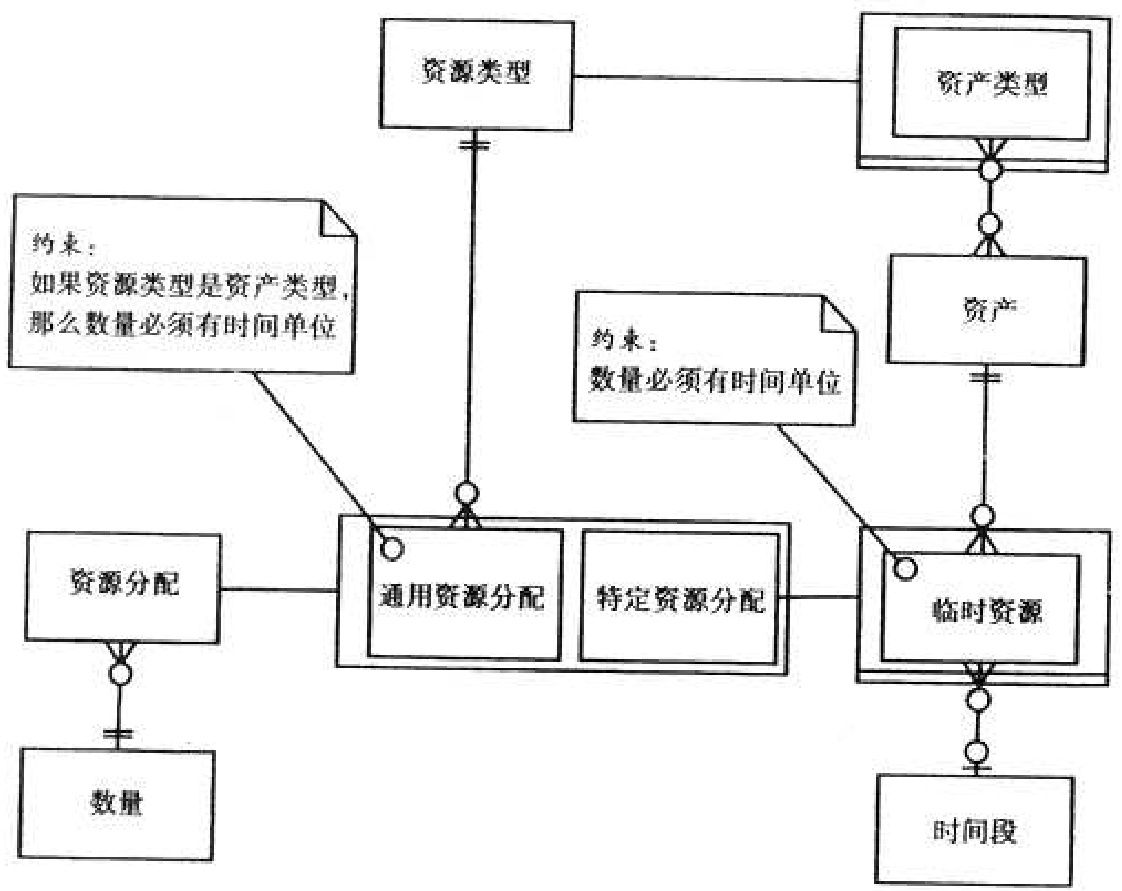 资源类型
资产类型
约束：
如果资源类型是资产类型，
那么数量必须有时间单位
资产
约束：
数量必须有时间单位
资源分配
通用资源分配
特定资源分配
临时资源
数量
时间段